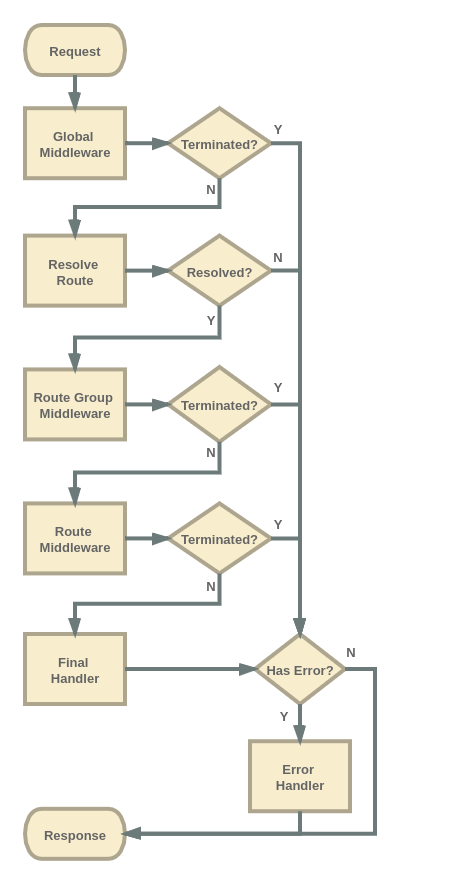 Request
Global
Middleware
Terminated?
Y
N
Resolve
Route
Resolved?
N
Y
Route Group
Middleware
Terminated?
Y
N
Route
Middleware
Terminated?
Y
N
Final
Handler
Has Error?
N
Y
Error
Handler
Response